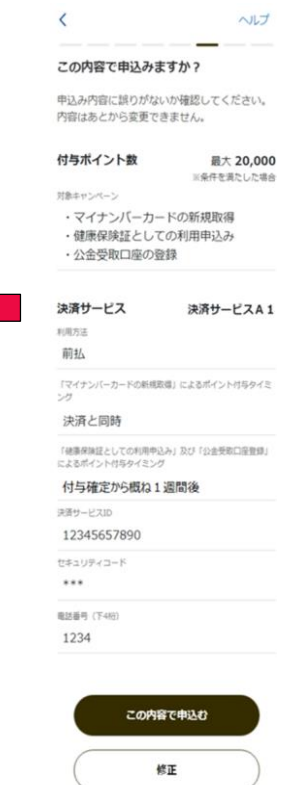 ヘルプ
この内容で申込みますか？
申込み内容に誤りがないか確認してください。
内容はあとから変更できません。
付与ポイント数 最大 20,000
※条件を満たした場合
対象キャンペーン
・マイナンバーカードの新規取得
・健康保険証としての利用申込み
・公金受取口座の登録
決済サービス 決済サービスA 1
利用方法
前払
「マイナンバーカードの新規取得」によるポイント付与タイミ
ング
決済と同時
「健康保険証としての利用申込み」及び「公金受取口座登録」
によるポイント付与タイミング
付与確定から概ね１週間後
決済サービスID
12345657890
セキュリティコード
***
電話番号（下4桁）
1234
この内容で申込む
修正